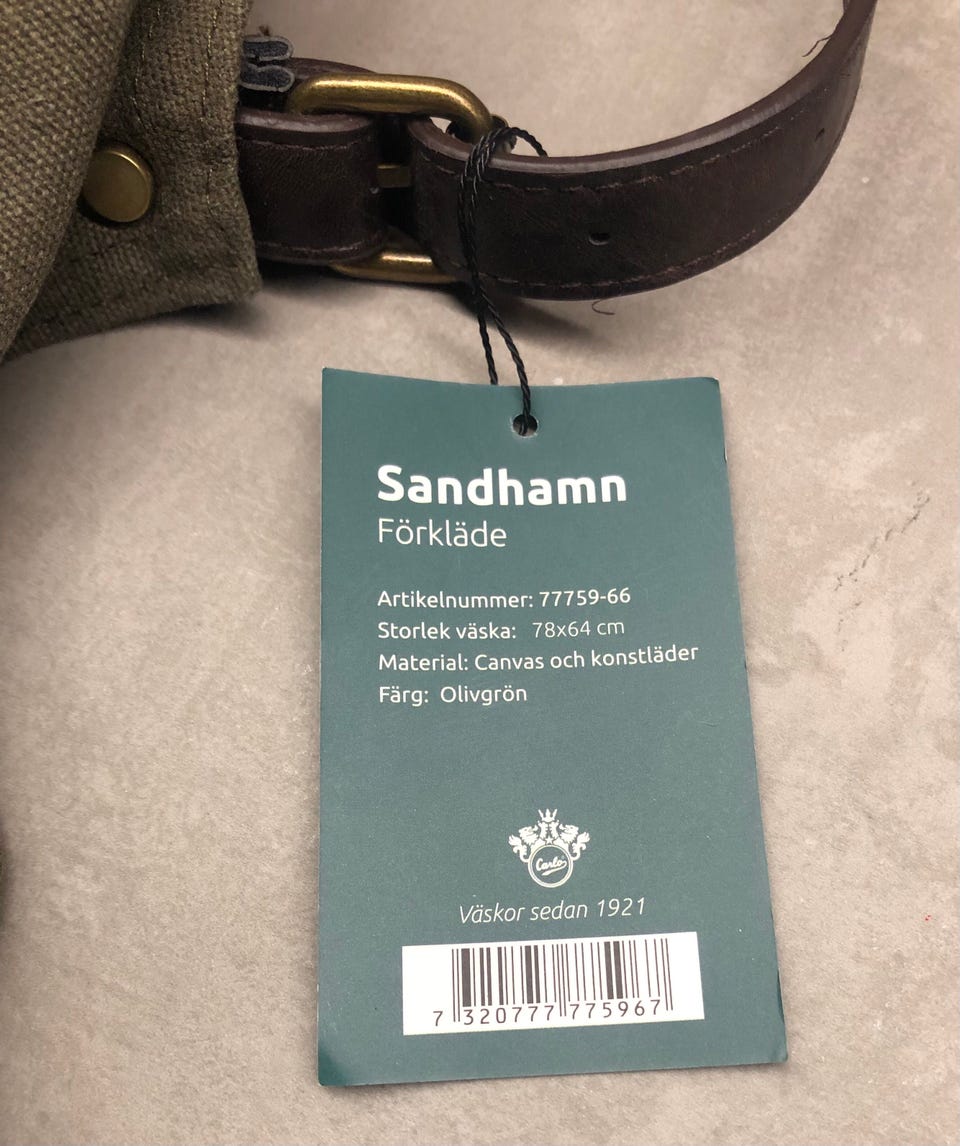 Sandhamn
Förkläde
Artikelnummer: 77759-66
Storlek väska: 78x64 cm
Material: Canvas och konstläder
Färg: Olivgrön
Carlo
Väskor sedan 1921
7 320777 775967